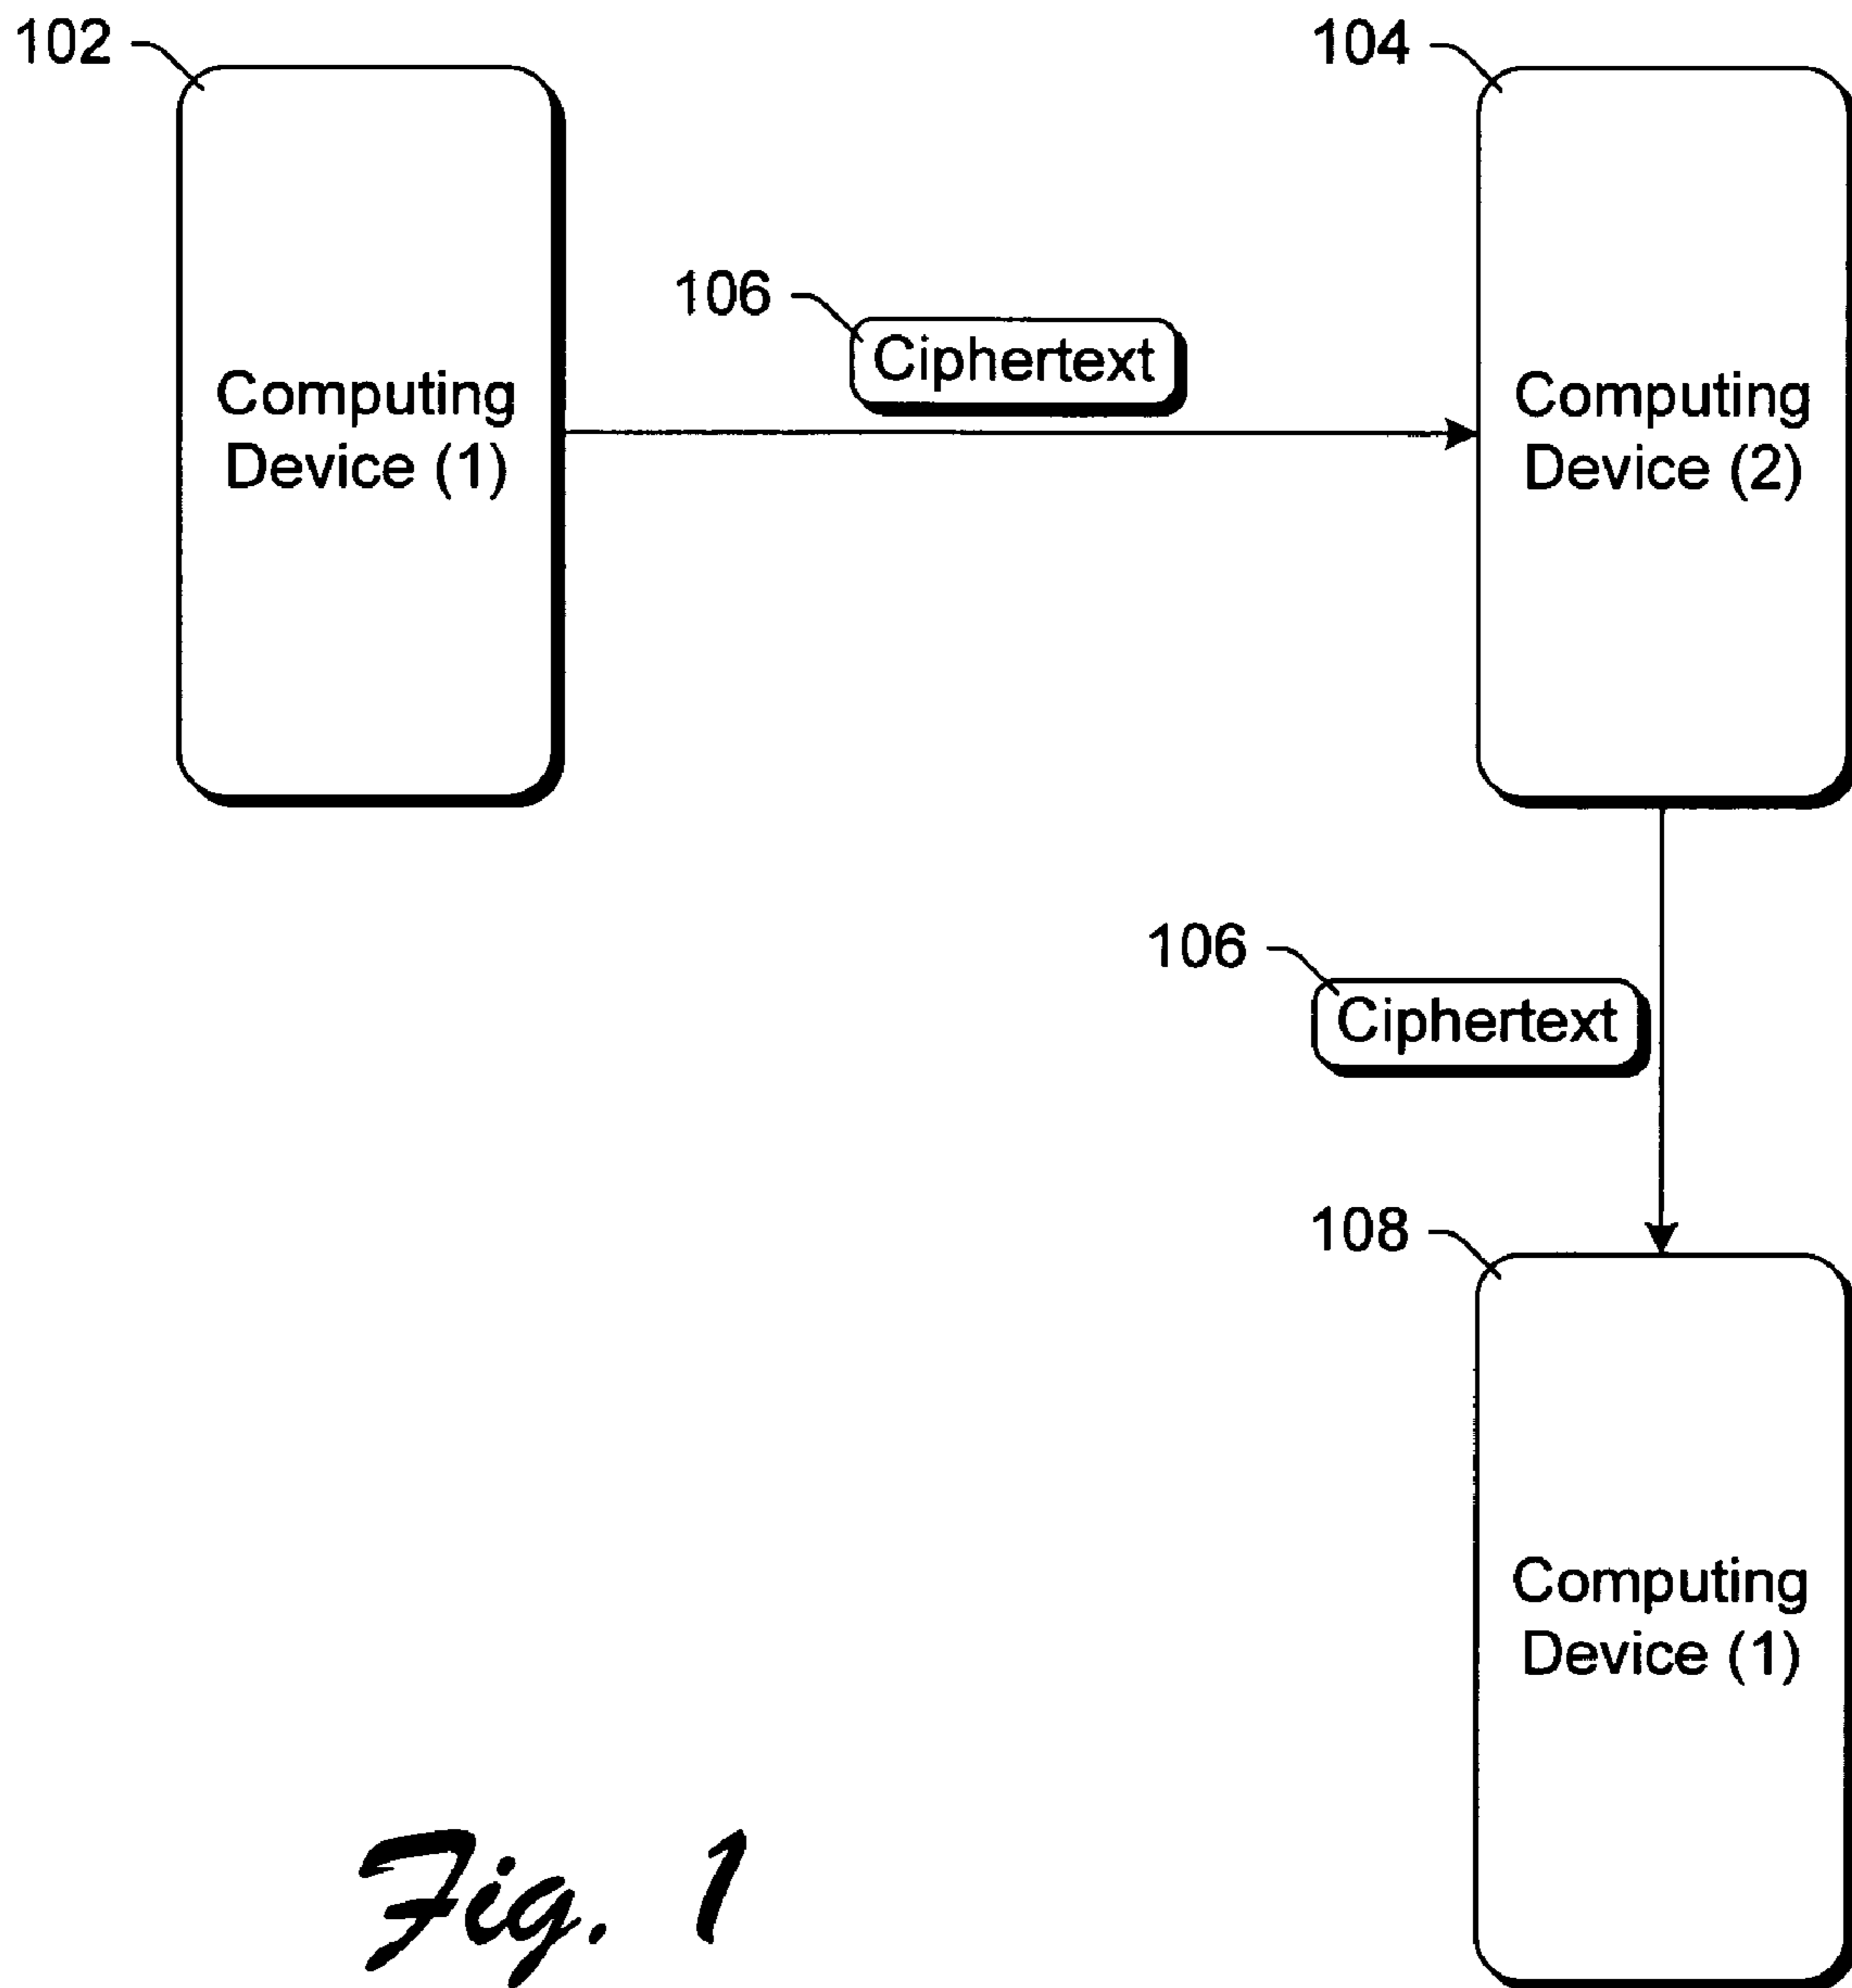 102
104
106
Ciphertext
Computing
Device (1)
Computing
Device (2)
106
Ciphertext
108
Computing
Device (1)
Fig. 1